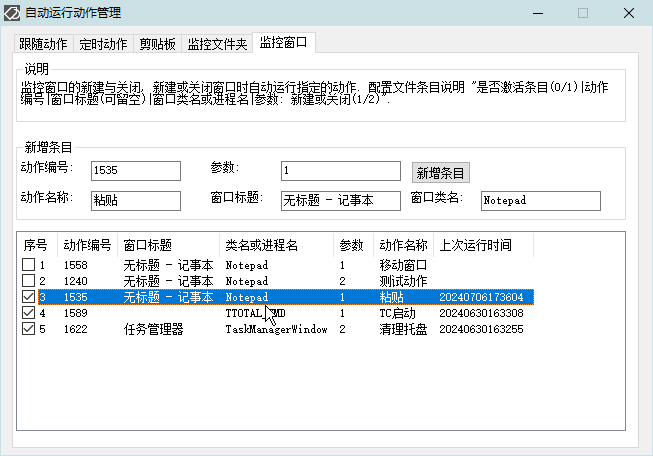 自动运行动作管理
跟随动作 定时动作 剪贴板 监控文件夹 监控窗口
说明
监控窗口的新建与关闭, 新建或关闭窗口时自动运行指定的动作. 配置文件条目说明 "是否激活条目(0/1)|动作
编号|窗口标题(可留空)|窗口类名或进程名|参数: 新建或关闭(1/2)".
新增条目
动作编号: 1535 参数: 1 新增条目
动作名称: 粘贴 窗口标题: 无标题 - 记事本 窗口类名: Notepad
序号 动作编号 窗口标题 类名或进程名 参数 动作名称 上次运行时间
1 1558 无标题 - 记事本 Notepad 1 移动窗口
2 1240 无标题 - 记事本 Notepad 2 测试动作
3 1535 无标题 - 记事本 Notepad 1 粘贴 20240706173604
4 1589 1 TC启动 20240630163308
5 1622 任务管理器 TaskManagerWindow 2 清理托盘 20240630163255